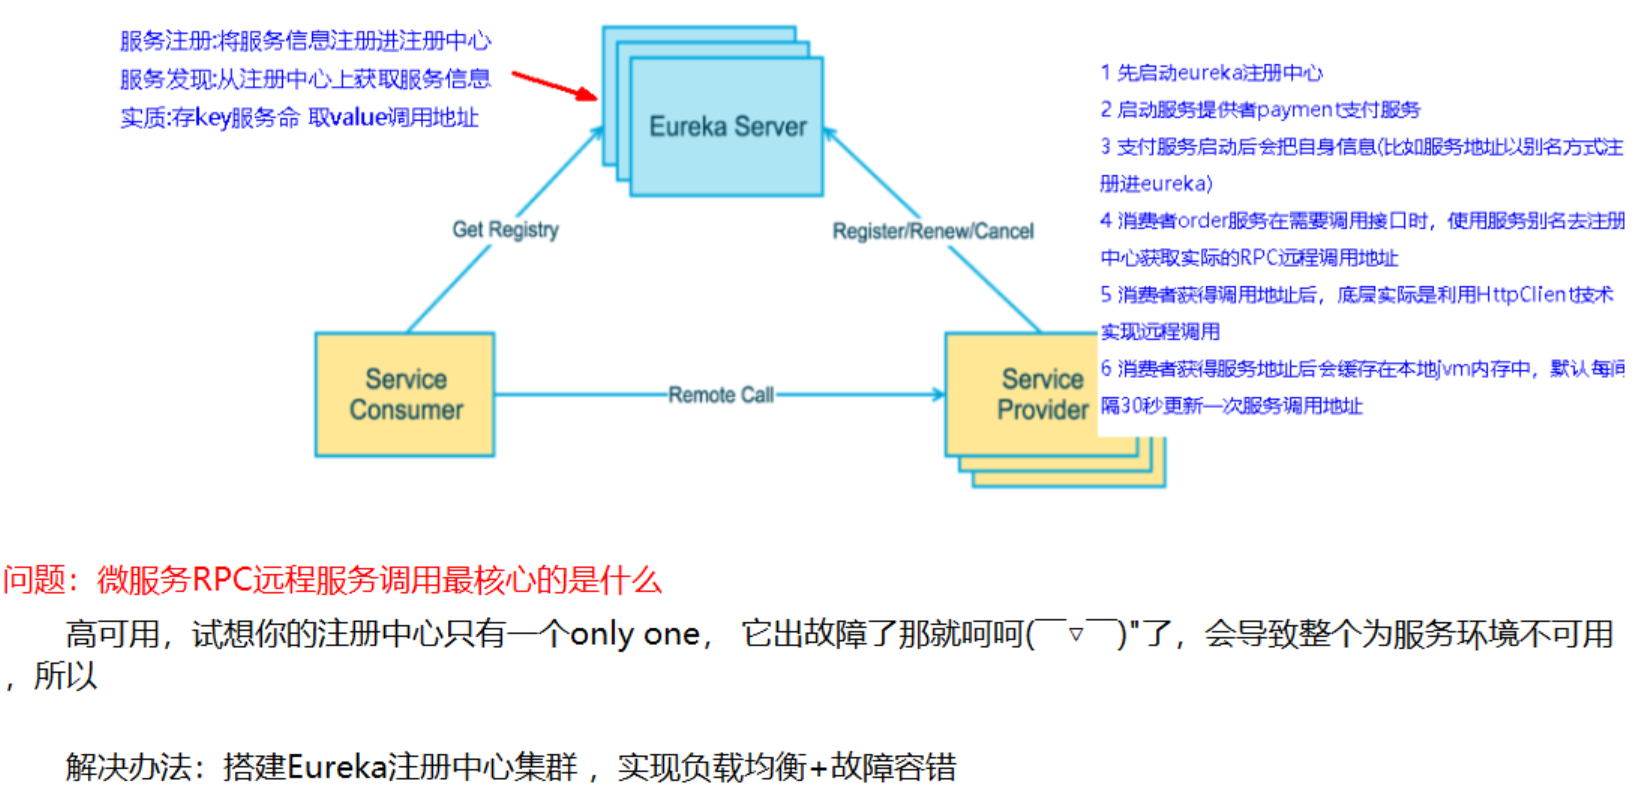 服务注册:将服务信息注册进注册中心
服务发现:从注册中心上获取服务信息
实质:存key服务命 取value调用地址
Eureka Server
Get Registry
Register/Renew/Cancel
Service
Consumer
Remote Call
Service
Provider
1 先启动eureka注册中心
2 启动服务提供者payment支付服务
3 支付服务启动后会把自身信息(比如服务地址以别名方式注
册进eureka)
4 消费者order服务在需要调用接口时，使用服务别名去注册
中心获取实际的RPC远程调用地址
5 消费者获得调用地址后，底层实际是利用HttpClient技术
实现远程调用
6 消费者获得服务地址后会缓存在本地jvm内存中，默认每间
隔30秒更新一次服务调用地址
问题：微服务RPC远程服务调用最核心的是什么
高可用，试想你的注册中心只有一个only one， 它出故障了那就呵呵(￣▽￣)"了，会导致整个为服务环境不可用
，所以
解决办法：搭建Eureka注册中心集群 ，实现负载均衡+故障容错